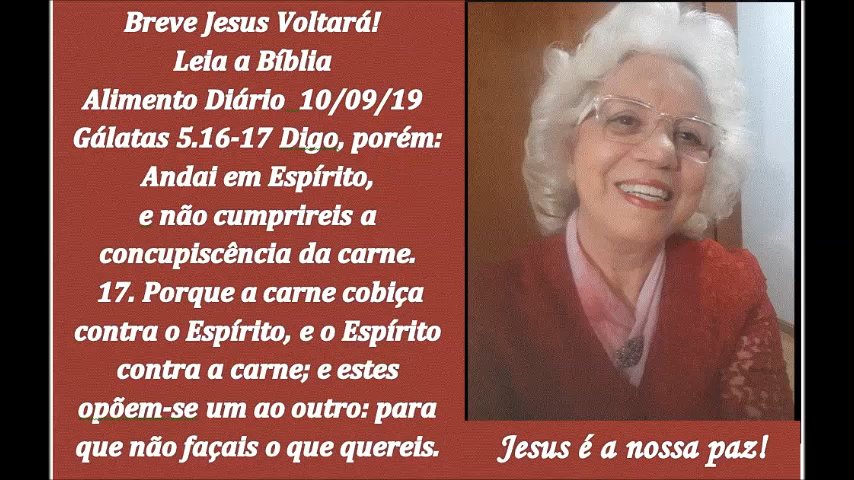 Breve Jesus Voltará!
Leia a Bíblia
Alimento Diário 10/09/19
Gálatas 5.16-17 Digo, porém:
Andai em Espírito,
e não cumprireis a
concupiscência da carne.
17. Porque a carne cobiça
contra o Espírito, e o Espírito
contra a carne; e estes
opõem-se um ao outro: para
que não façais o que quereis.
Jesus é a nossa paz!